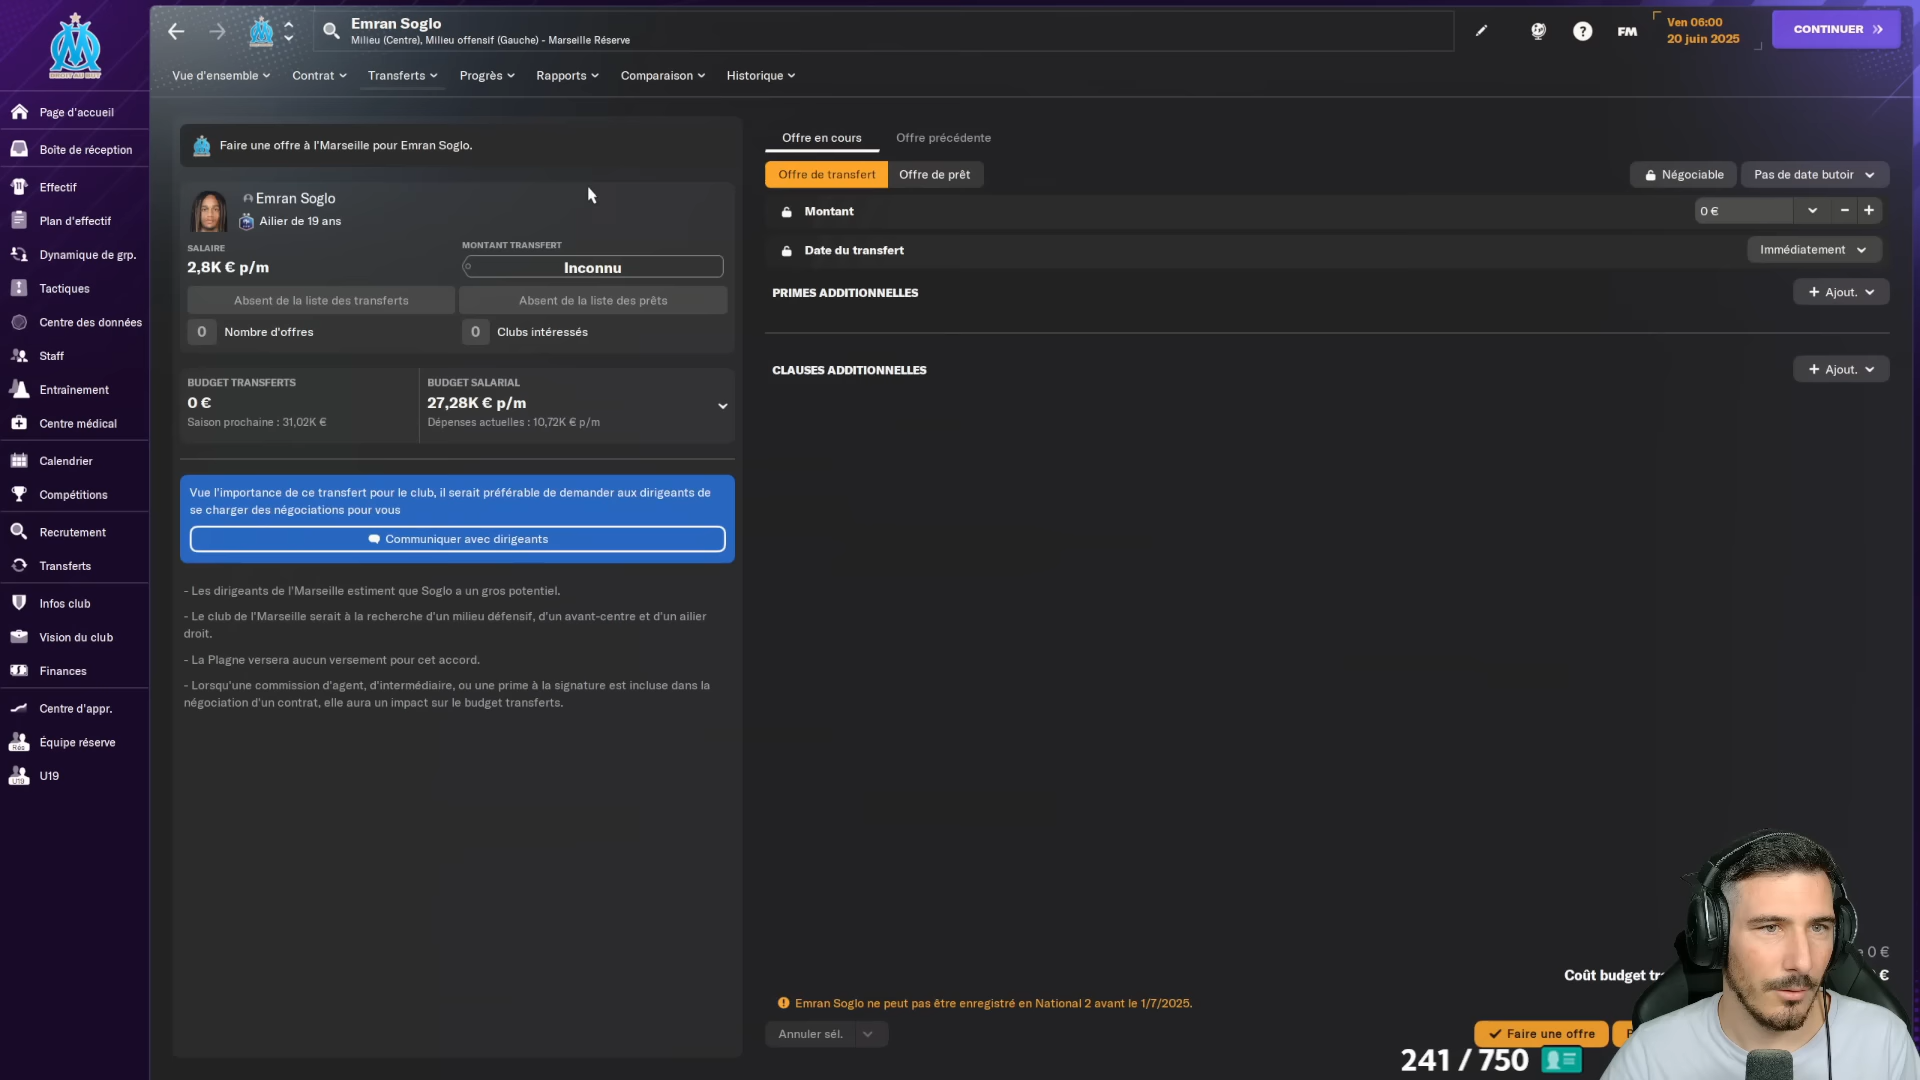 Emran Soglo
Milieu (Centre), Milieu offensif (Gauche) - Marseille Réserve
FM
Ven 06:00
20 juin 2025
CONTINUER
Vue d'ensemble
Contrat
Transferts
Progrès
Rapports
Comparaison
Historique
Page d'accueil
Boîte de réception
Effectif
Plan d'effectif
Dynamique de grp.
Tactiques
Centre des données
Staff
Entraînement
Centre médical
Calendrier
Compétitions
Recrutement
Transferts
Infos club
Vision du club
Finances
Centre d'appr.
Équipe réserve
U19
Faire une offre à l'Marseille pour Emran Soglo.
Emran Soglo
Ailier de 19 ans
SALAIRE
2,8K € p/m
MONTANT TRANSFERT
Inconnu
Absent de la liste des transferts
Absent de la liste des prêts
0 Nombre d'offres
0 Clubs intéressés
BUDGET TRANSFERTS
0 €
Saison prochaine : 31,02K €
BUDGET SALARIAL
27,28K € p/m
Dépenses actuelles : 10,72K € p/m
Vue l'importance de ce transfert pour le club, il serait préférable de demander aux dirigeants de
se charger des négociations pour vous
Communiquer avec dirigeants
- Les dirigeants de l'Marseille estiment que Soglo a un gros potentiel.
- Le club de l'Marseille serait à la recherche d'un milieu défensif, d'un avant-centre et d'un ailier
droit.
- La Plagne versera aucun versement pour cet accord.
- Lorsqu'une commission d'agent, d'intermédiaire, ou une prime à la signature est incluse dans la
négociation d'un contrat, elle aura un impact sur le budget transferts.
Offre en cours
Offre précédente
Offre de transfert
Offre de prêt
Négociable
Pas de date butoir
Montant
0 €
Date du transfert
Immédiatement
PRIMES ADDITIONNELLES
+ Ajout.
CLAUSES ADDITIONNELLES
+ Ajout.
0 €
Coût budget
€
Emran Soglo ne peut pas être enregistré en National 2 avant le 1/7/2025.
Annuler sél.
Faire une offre
241 / 750